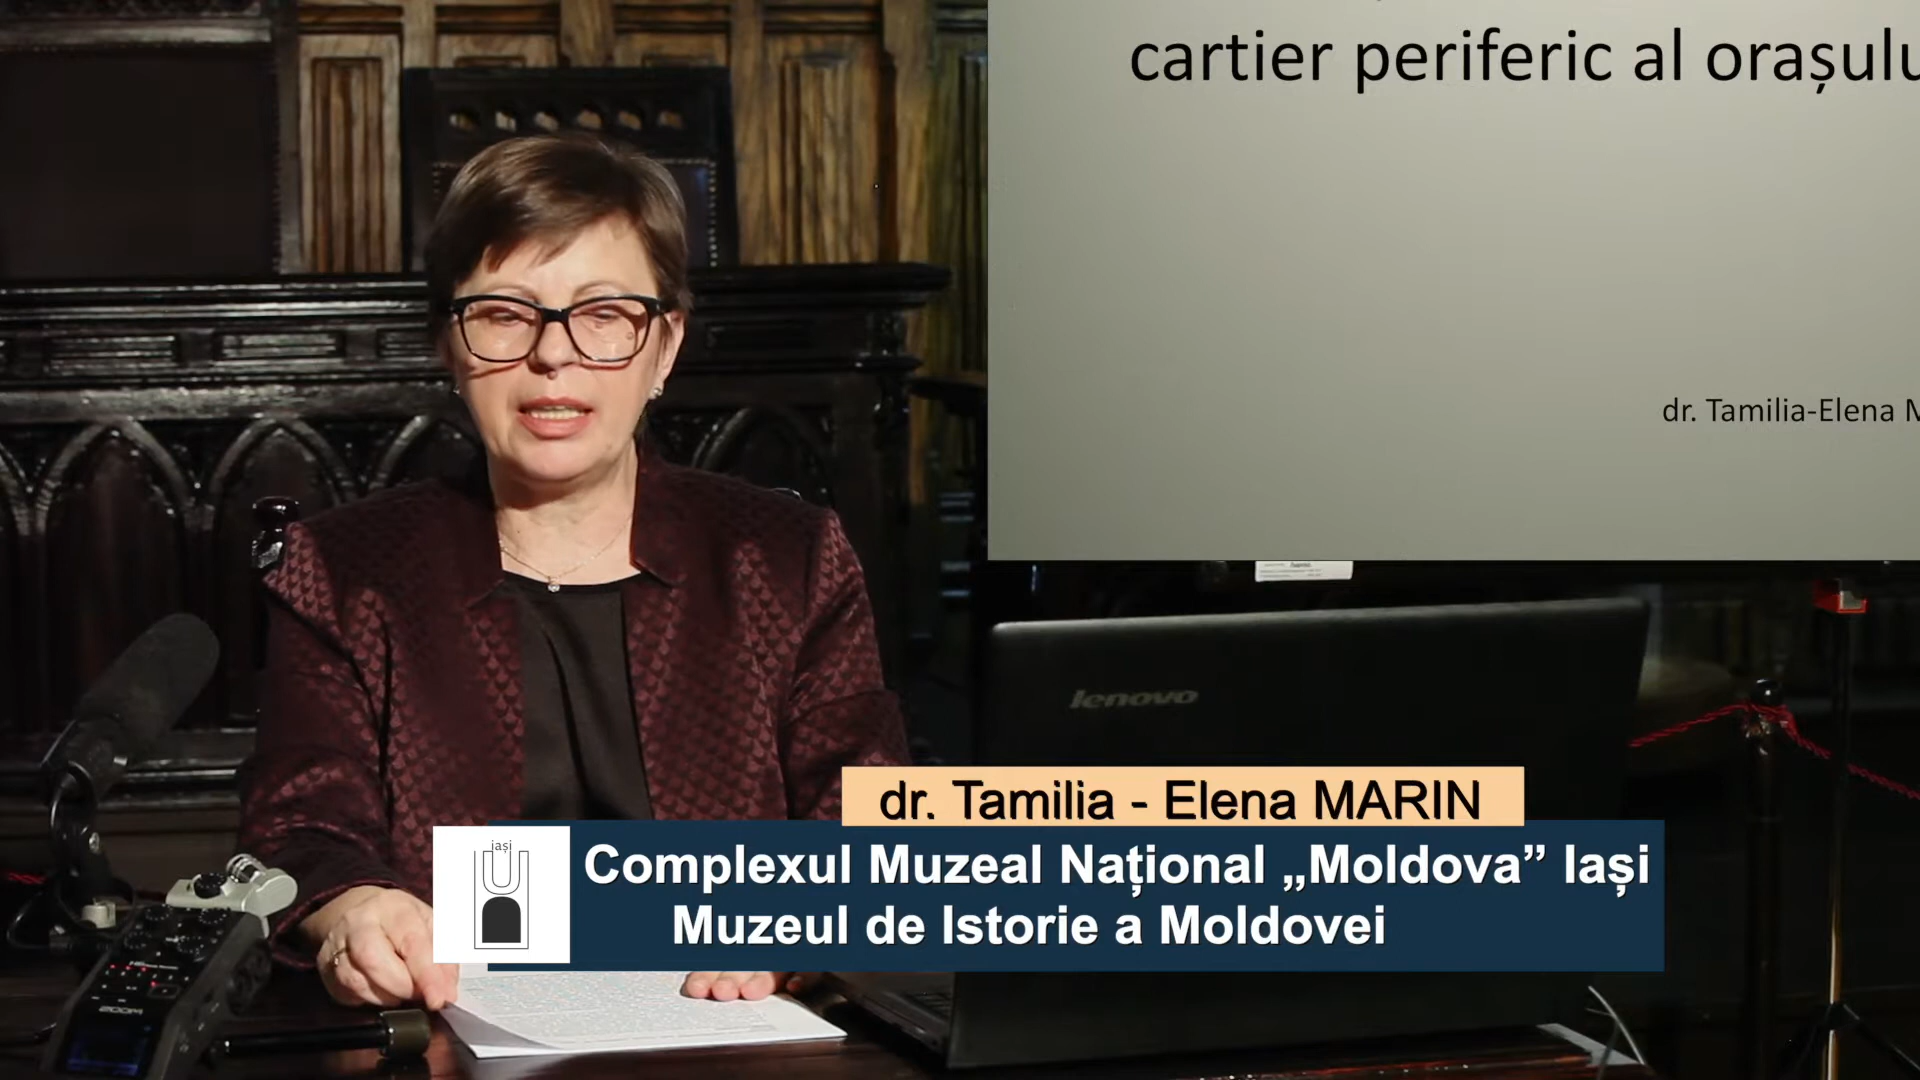 cartier periferic al orașulu
dr. Tamilia-Elena M
lenovo
dr. Tamilia - Elena MARIN
iași
Complexul Muzeal Național „Moldova” Iași
Muzeul de Istorie a Moldovei
zoom